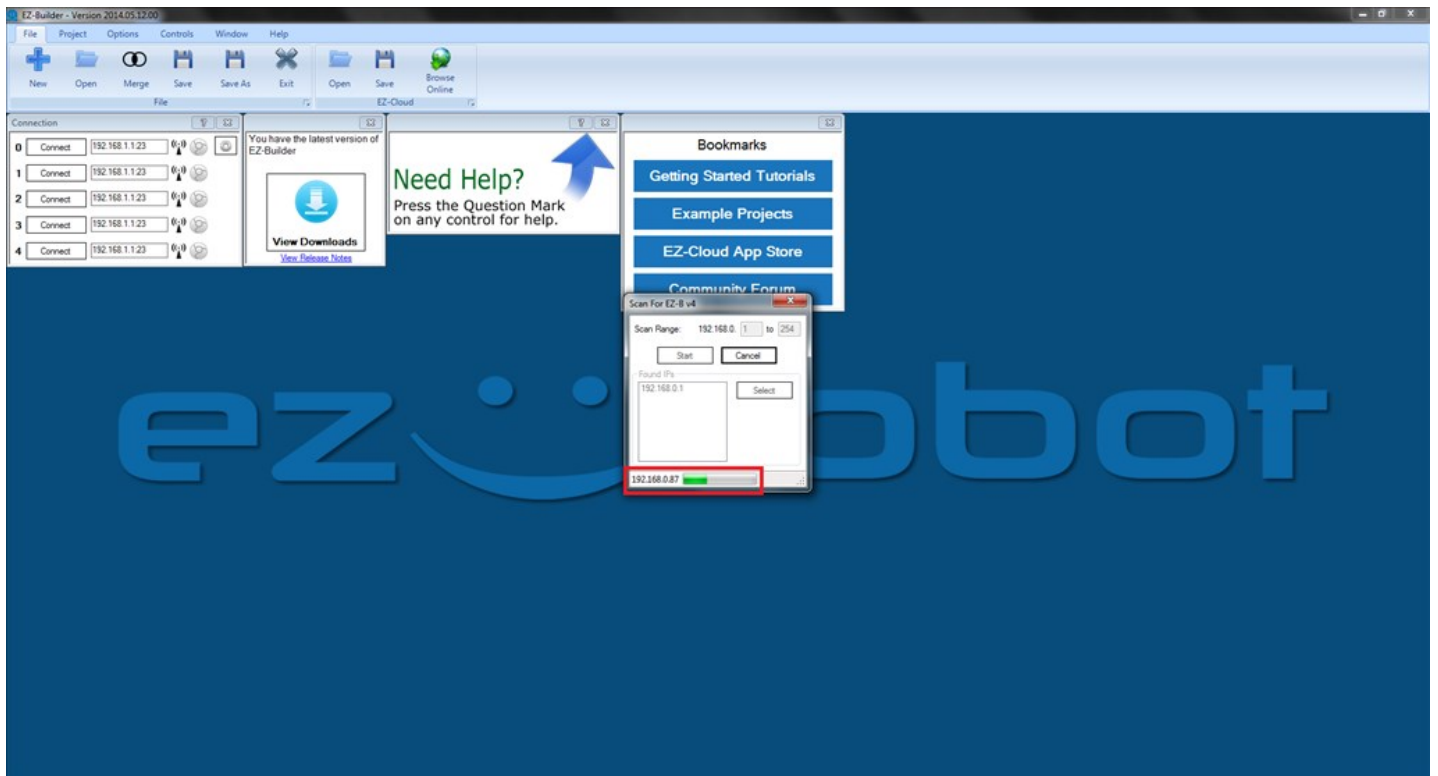 EZ-Builder - Version 2014.05.12.00
File Project Options Controls Window Help
New Open Merge Save Save As Exit Open Save Browse Online
File EZ-Cloud
Connection
0 Connect 192.168.1.1:23
1 Connect 192.168.1.1:23
2 Connect 192.168.1.1:23
3 Connect 192.168.1.1:23
4 Connect 192.168.1.1:23
You have the latest version of
EZ-Builder
View Downloads
View Release Notes
Need Help?
Press the Question Mark
on any control for help.
Bookmarks
Getting Started Tutorials
Example Projects
EZ-Cloud App Store
Community Forum
Scan For EZ-B v4
Scan Range: 192.168.0. 1 to 254
Start Cancel
Found IPs
192.168.0.1 Select
192.168.0.87
ez obot